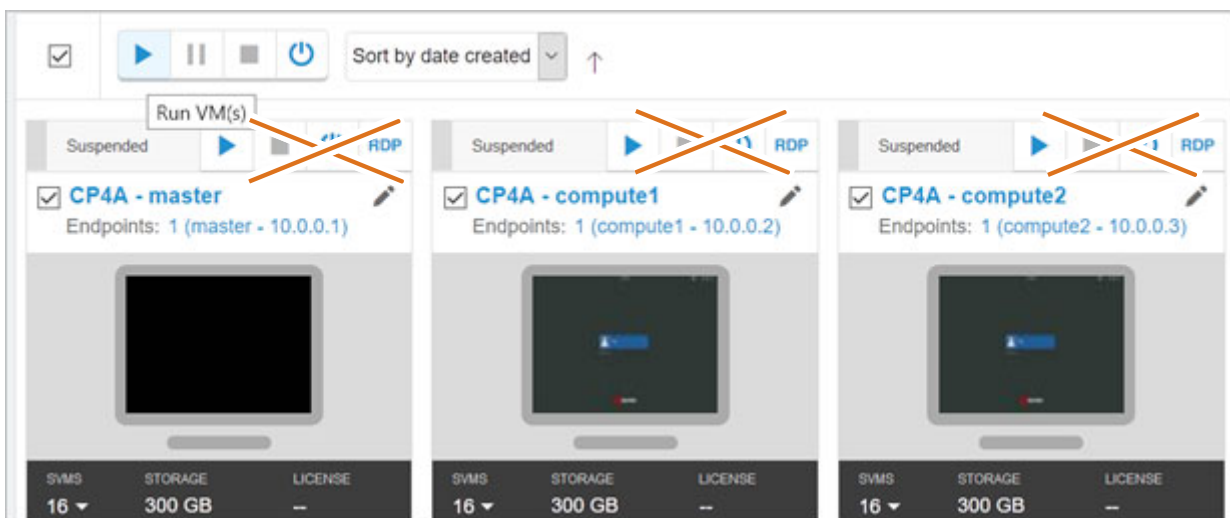 Sort by date created
Run VM(s)
Suspended RDP
Suspended RDP
Suspended RDP
CP4A - master
Endpoints: 1 (master - 10.0.0.1)
CP4A - compute1
Endpoints: 1 (compute1 - 10.0.0.2)
CP4A - compute2
Endpoints: 1 (compute2 - 10.0.0.3)
SVMS STORAGE LICENSE
16 300 GB --
SVMS STORAGE LICENSE
16 300 GB --
SVMS STORAGE LICENSE
16 300 GB --